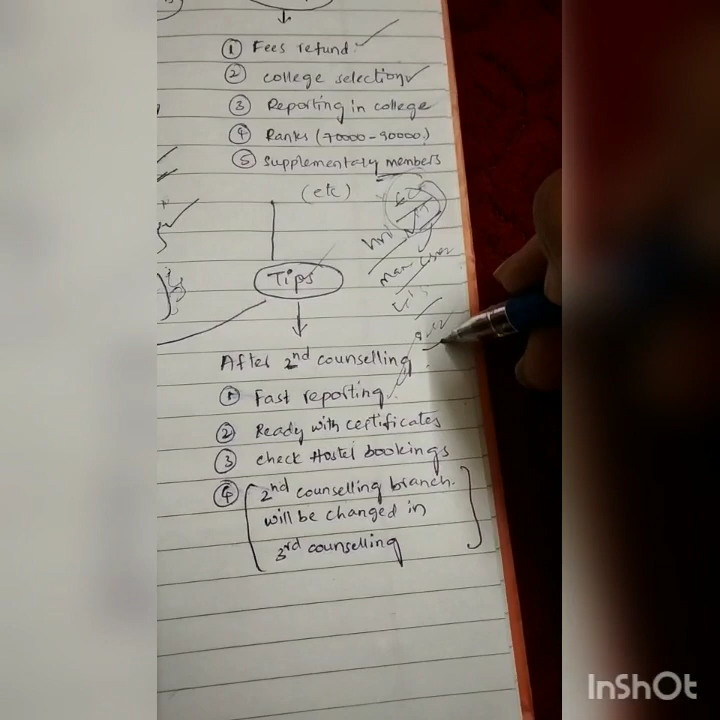 ① Fees refund
② college selection
③ Reporting in college
④ Ranks (70000-90000)
⑤ Supplementary members
(etc)
Tips
After 2nd counselling
① Fast reporting
② Ready with certificates
③ check Hostel bookings
④ 2nd counselling branch.
will be changed in
3rd counselling
InShOt